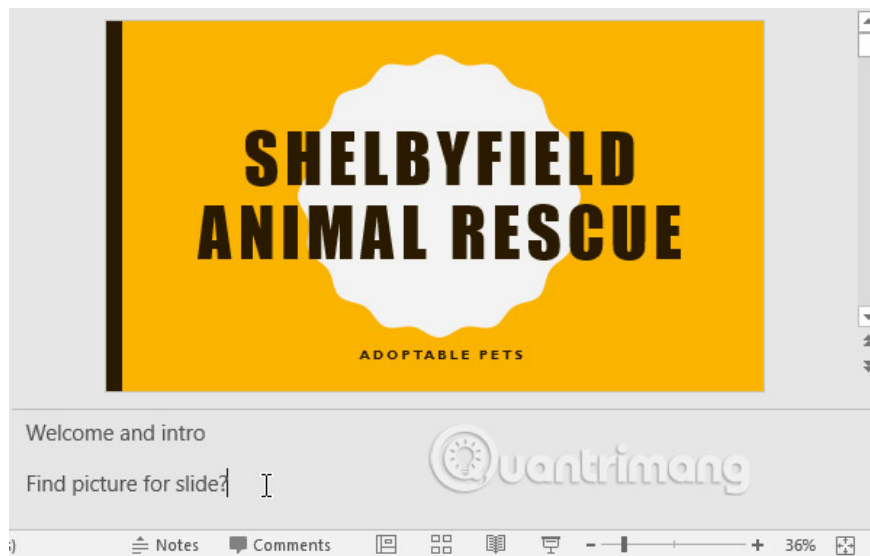 SHELBYFIELD
ANIMAL RESCUE
ADOPTABLE PETS
Welcome and intro
Find picture for slide?
Quantrimang
Notes Comments 36%